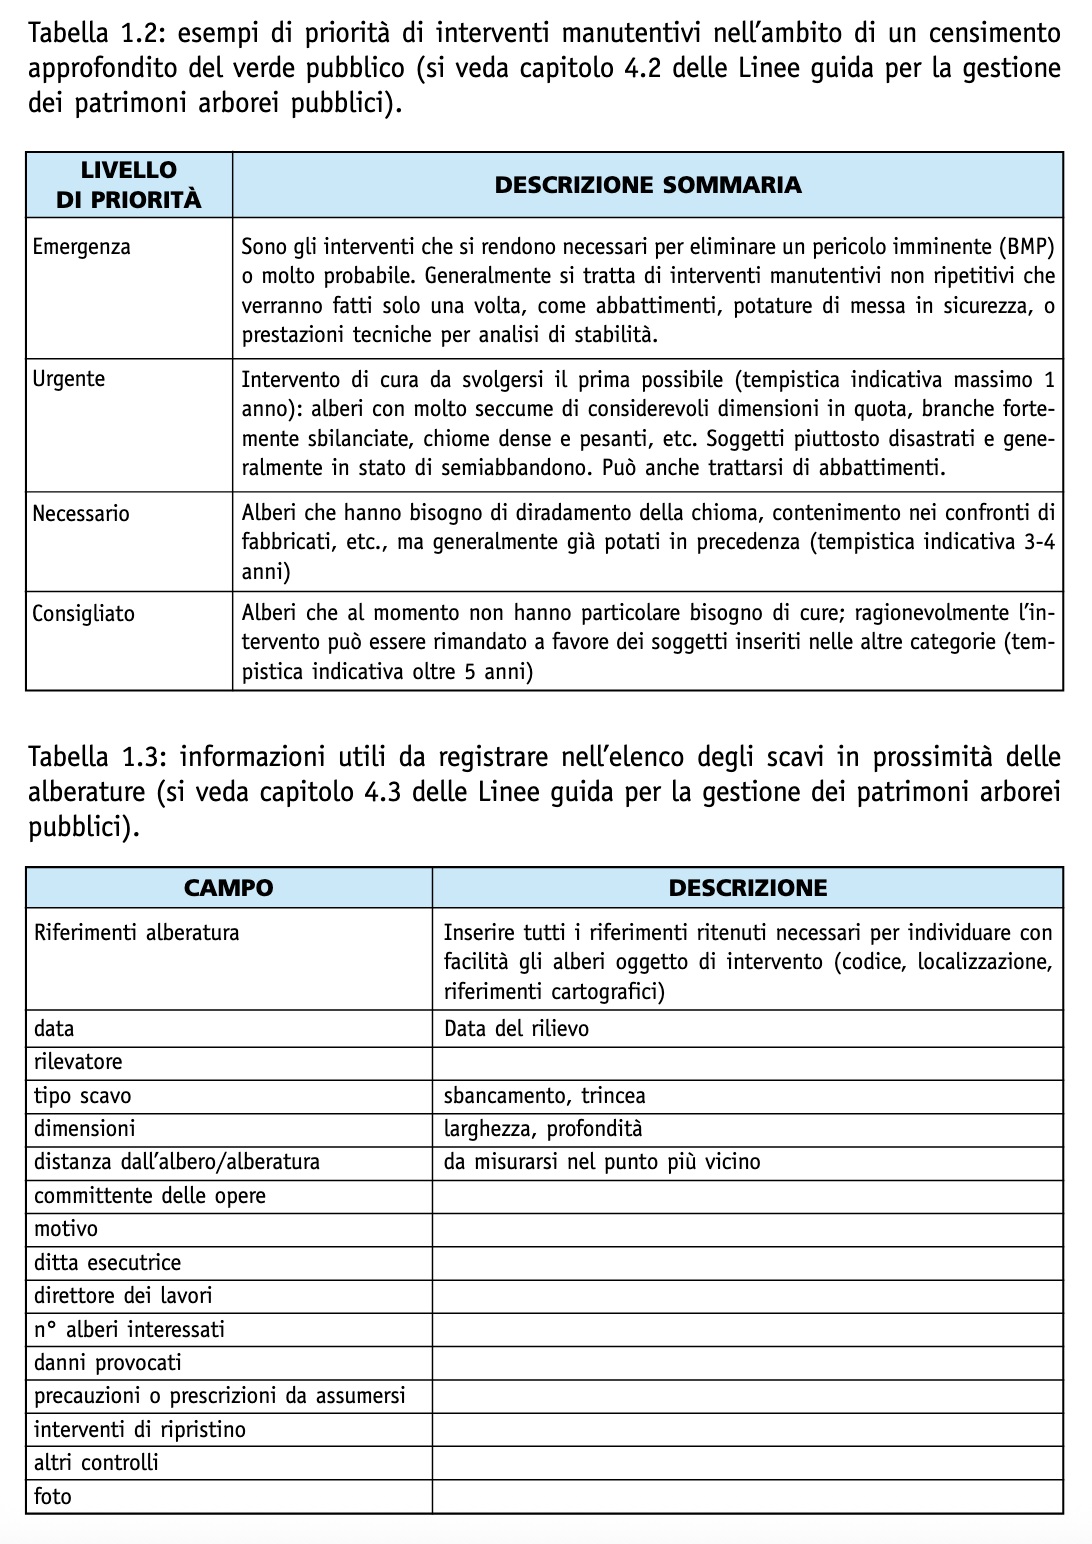 Tabella 1.2: esempi di priorità di interventi manutentivi nell’ambito di un censimento
approfondito del verde pubblico (si veda capitolo 4.2 delle Linee guida per la gestione
dei patrimoni arborei pubblici).
LIVELLO
DI PRIORITÀ
DESCRIZIONE SOMMARIA
Emergenza
Sono gli interventi che si rendono necessari per eliminare un pericolo imminente (BMP)
o molto probabile. Generalmente si tratta di interventi manutentivi non ripetitivi che
verranno fatti solo una volta, come abbattimenti, potature di messa in sicurezza, o
prestazioni tecniche per analisi di stabilità.
Urgente
Intervento di cura da svolgersi il prima possibile (tempistica indicativa massimo 1
anno): alberi con molto seccume di considerevoli dimensioni in quota, branche forte-
mente sbilanciate, chiome dense e pesanti, etc. Soggetti piuttosto disastrati e gene-
ralmente in stato di semiabbandono. Può anche trattarsi di abbattimenti.
Necessario
Alberi che hanno bisogno di diradamento della chioma, contenimento nei confronti di
fabbricati, etc., ma generalmente già potati in precedenza (tempistica indicativa 3-4
anni)
Consigliato
Alberi che al momento non hanno particolare bisogno di cure; ragionevolmente l’in-
tervento può essere rimandato a favore dei soggetti inseriti nelle altre categorie (tem-
pistica indicativa oltre 5 anni)
Tabella 1.3: informazioni utili da registrare nell’elenco degli scavi in prossimità delle
alberature (si veda capitolo 4.3 delle Linee guida per la gestione dei patrimoni arborei
pubblici).
CAMPO
DESCRIZIONE
Riferimenti alberatura
Inserire tutti i riferimenti ritenuti necessari per individuare con
facilità gli alberi oggetto di intervento (codice, localizzazione,
riferimenti cartografici)
data
Data del rilievo
rilevatore
tipo scavo
sbancamento, trincea
dimensioni
larghezza, profondità
distanza dall’albero/alberatura
da misurarsi nel punto più vicino
committente delle opere
motivo
ditta esecutrice
direttore dei lavori
n° alberi interessati
danni provocati
precauzioni o prescrizioni da assumersi
interventi di ripristino
altri controlli
foto